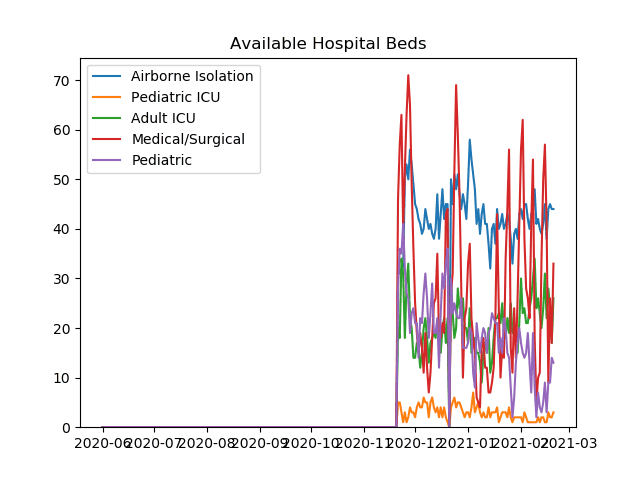 Available Hospital Beds
Airborne Isolation
Pediatric ICU
Adult ICU
Medical/Surgical
Pediatric
70
60
50
40
30
20
10
0
2020-06 2020-07 2020-08 2020-09 2020-10 2020-11 2020-12 2021-01 2021-02 2021-03